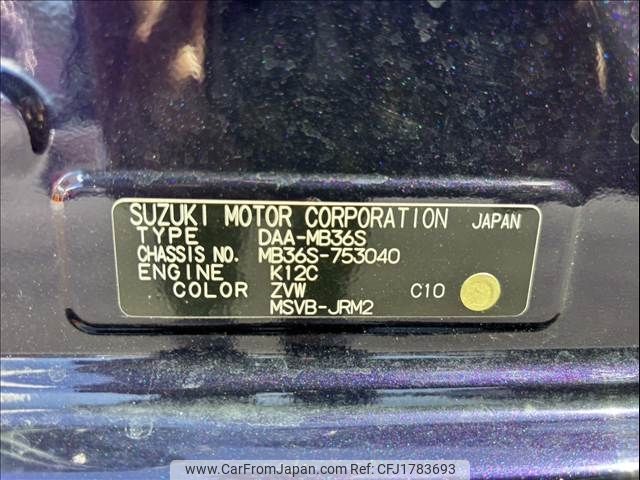 SUZUKI MOTOR CORPORATION JAPAN
TYPE DAA-MB36S
CHASSIS NO. MB36S-753040
ENGINE K12C
COLOR ZVW C10
MSVB-JRM2
www.CarFromJapan.com Ref:CFJ1783693